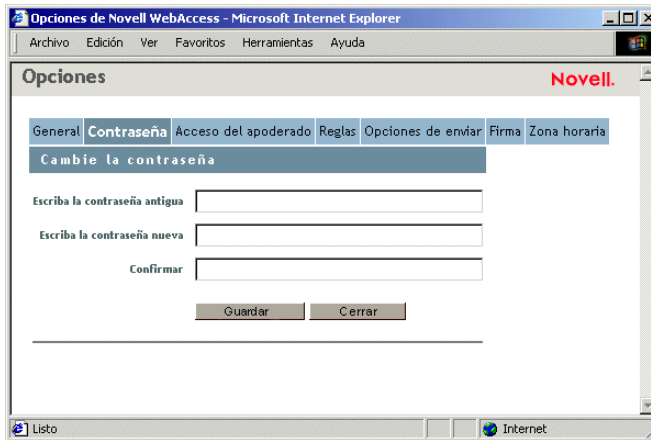 Opciones de Novell WebAccess - Microsoft Internet Explorer
Archivo Edición Ver Favoritos Herramientas Ayuda
Opciones
Novell.
General Contraseña Acceso del apoderado Reglas Opciones de enviar Firma Zona horaria
Cambie la contraseña
Escriba la contraseña antigua
Escriba la contraseña nueva
Confirmar
Guardar Cerrar
Listo Internet